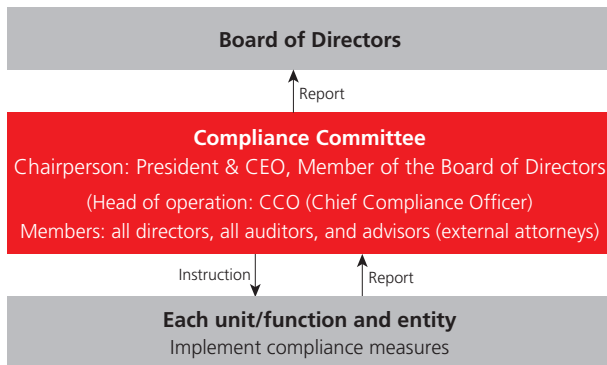 Board of Directors
Report
Compliance Committee
Chairperson: President & CEO, Member of the Board of Directors
(Head of operation: CCO (Chief Compliance Officer)
Members: all directors, all auditors, and advisors (external attorneys)
Instruction
Report
Each unit/function and entity
Implement compliance measures